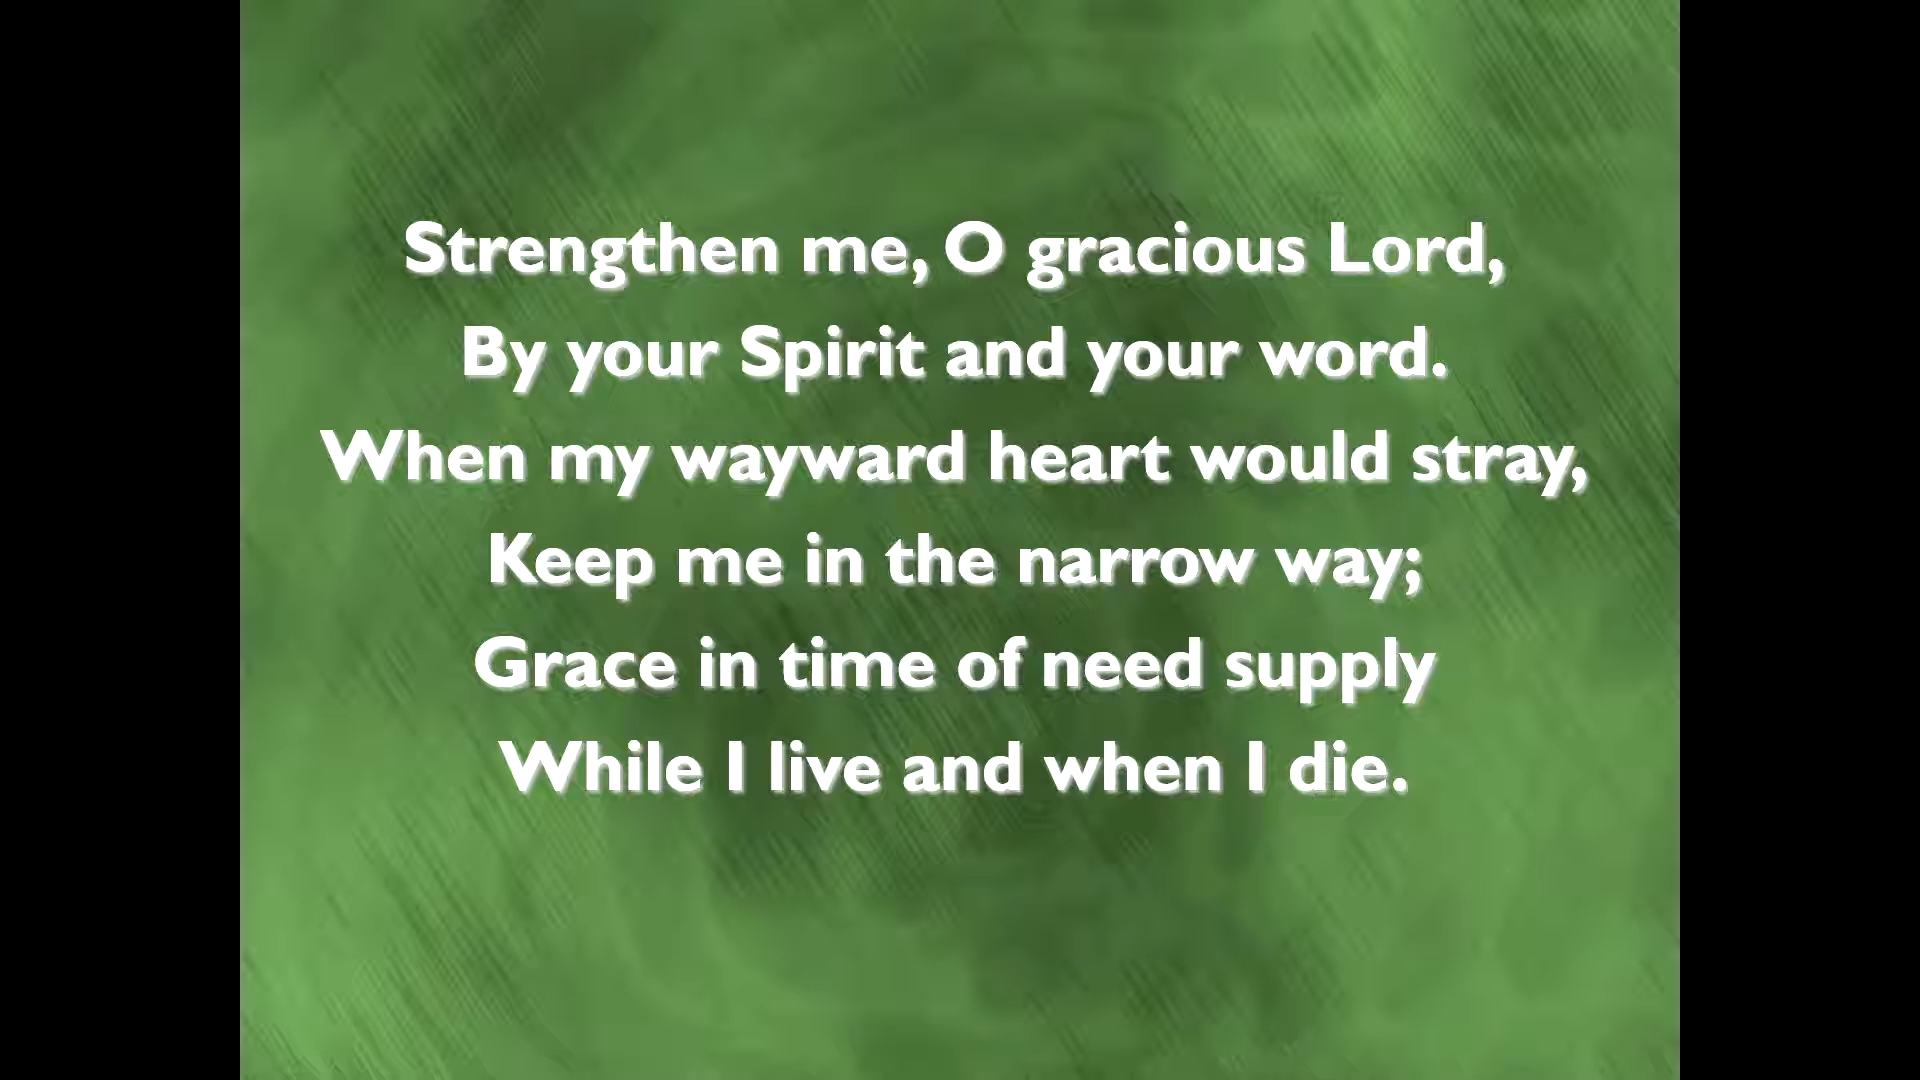 Strengthen me, O gracious Lord,
By your Spirit and your word.
When my wayward heart would stray,
Keep me in the narrow way;
Grace in time of need supply
While I live and when I die.